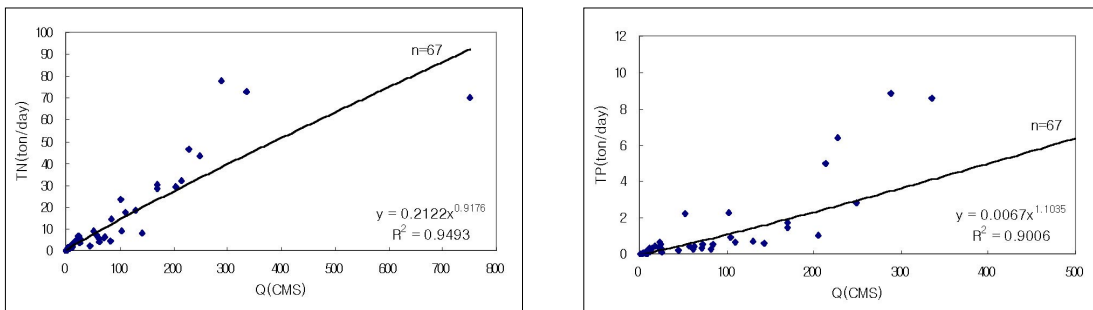 100
90
80
70
60
50
40
30
20
10
0
TN(ton/day)
n=67
y = 0.2122x^0.9176
R² = 0.9493
0 100 200 300 400 500 600 700 800
Q(CMS)
12
10
8
6
4
2
0
TP(ton/day)
n=67
y = 0.0067x^1.1035
R² = 0.9006
0 100 200 300 400 500
Q(CMS)